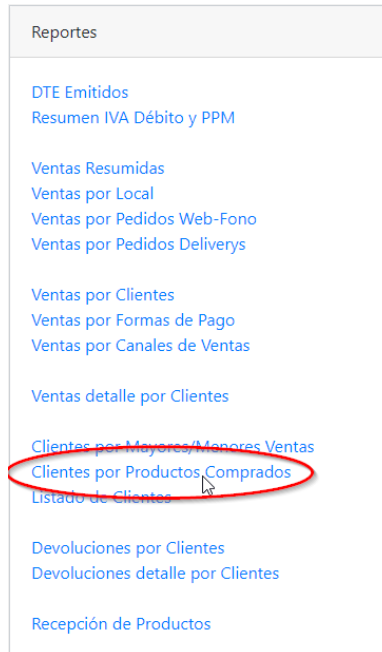 Reportes
DTE Emitidos
Resumen IVA Débito y PPM
Ventas Resumidas
Ventas por Local
Ventas por Pedidos Web-Fono
Ventas por Pedidos Deliverys
Ventas por Clientes
Ventas por Formas de Pago
Ventas por Canales de Ventas
Ventas detalle por Clientes
Clientes por Mayores/Menores Ventas
Clientes por Productos Comprados
Listado de Clientes
Devoluciones por Clientes
Devoluciones detalle por Clientes
Recepción de Productos